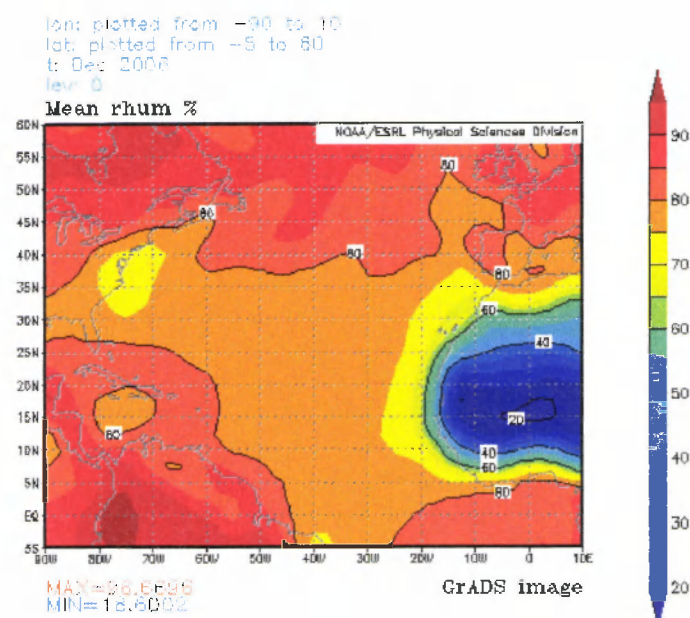 lon: plotted from -90 to 10
lat: plotted from -5 to 60
t: Dec 2006
lev: 0
Mean rhum %
NOAA/ESRL Physical Sciences Division
60N
55N
50N
45N
40N
35N
30N
25N
20N
15N
10N
5N
EQ
5S
80
80
80
80
60
40
20
40
60
80
60
90W
80W
70W
60W
50W
40W
30W
20W
10W
0
10E
90
80
70
60
50
40
30
20
GrADS image